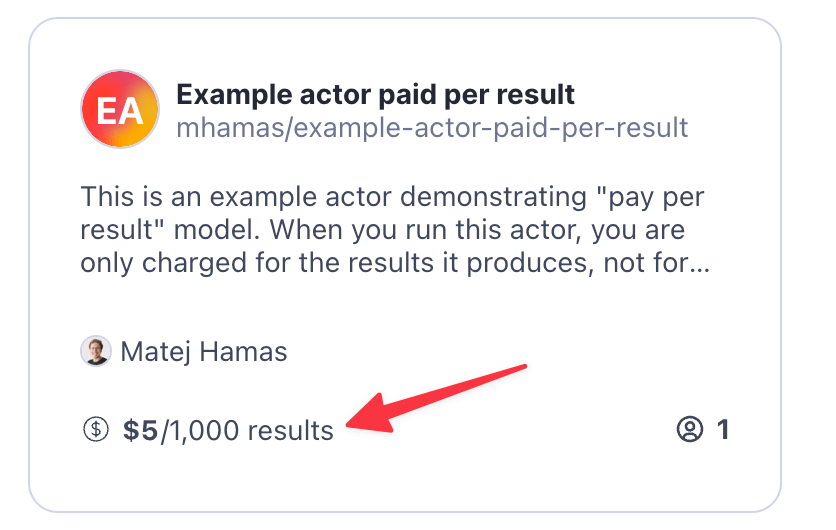 EA
Example actor paid per result
mhamas/example-actor-paid-per-result
This is an example actor demonstrating "pay per
result" model. When you run this actor, you are
only charged for the results it produces, not for...
Matej Hamas
$ $5/1,000 results
1